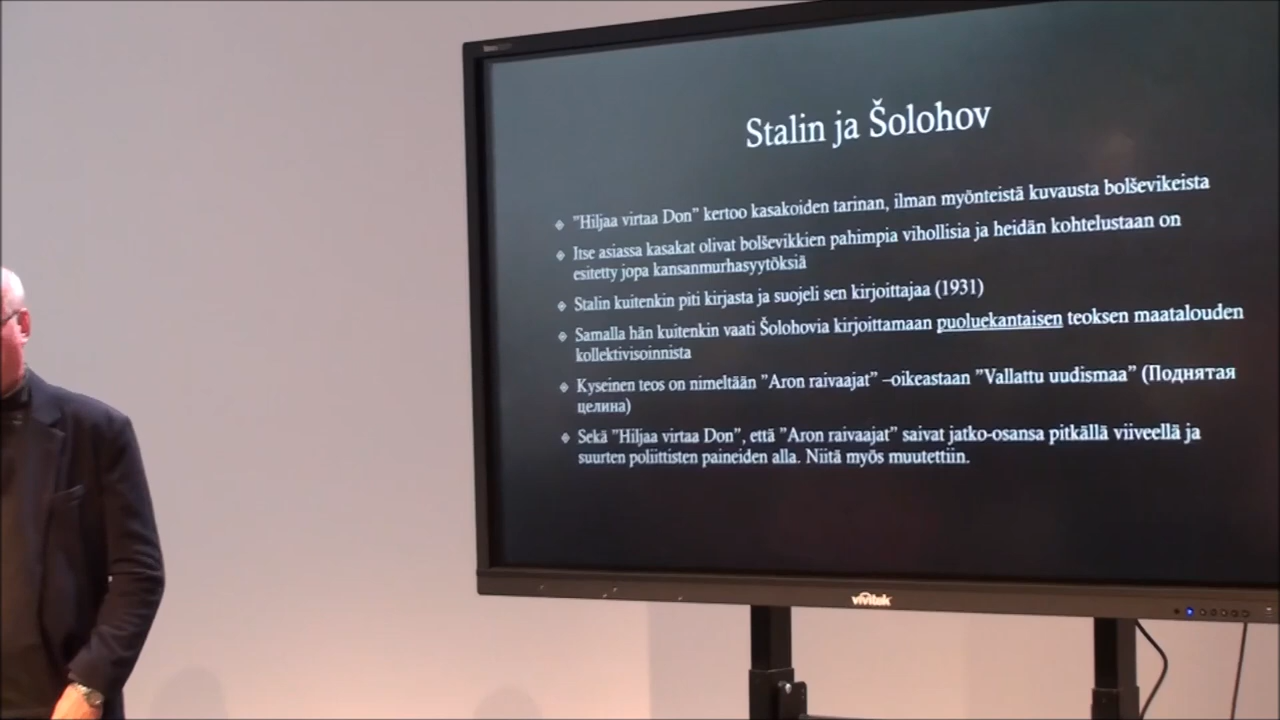 Stalin ja Šolohov
"Hiljaa virtaa Don" kertoo kasakoiden tarinan, ilman myönteistä kuvausta bolševikeista
Itse asiassa kasakat olivat bolševikkien pahimpia vihollisia ja heidän kohtelustaan on
esitetty jopa kansanmurhasyytöksiä
Stalin kuitenkin piti kirjasta ja suojeli sen kirjoittajaa (1931)
Samalla hän kuitenkin vaati Šolohovia kirjoittamaan puoluekantaisen teoksen maatalouden
kollektivisoinnista
Kyseinen teos on nimeltään "Aron raivaajat" –oikeastaan "Vallattu uudismaa" (Поднятая
целина)
Sekä "Hiljaa virtaa Don", että "Aron raivaajat" saivat jatko-osansa pitkällä viiveellä ja
suurten poliittisten paineiden alla. Niitä myös muutettiin.
vivitek